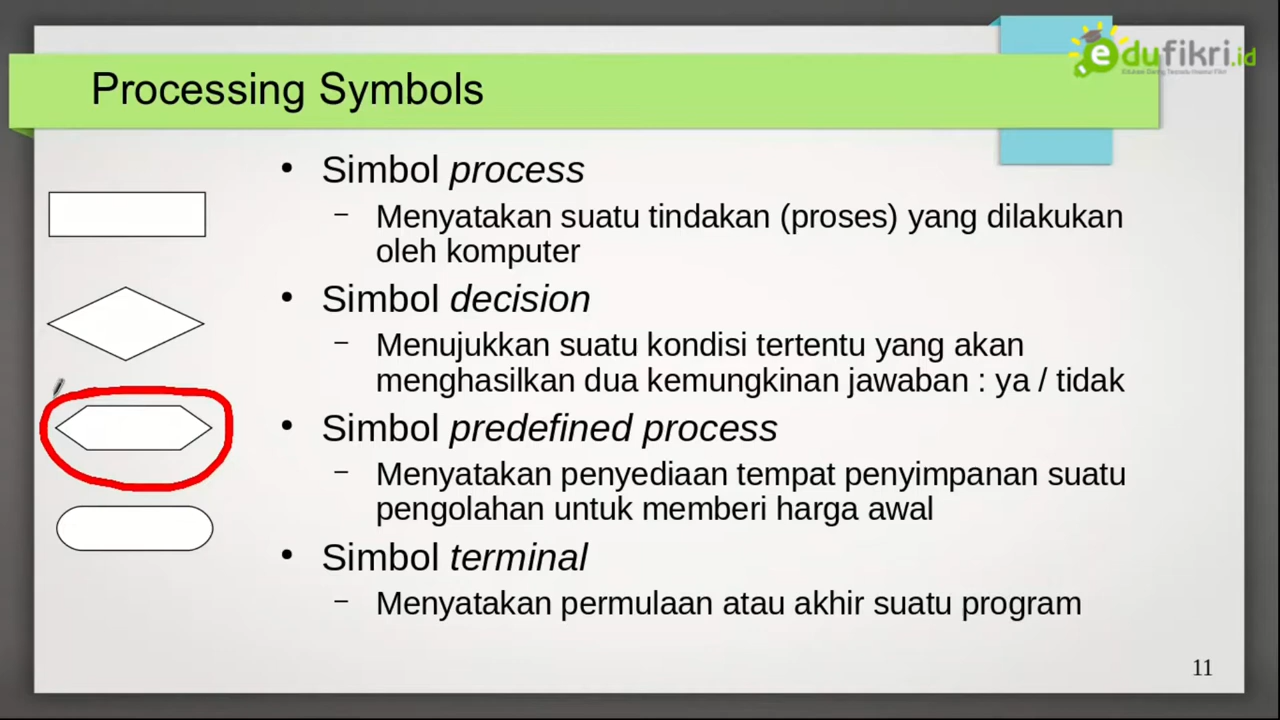 edufikri.id
Processing Symbols
• Simbol process
– Menyatakan suatu tindakan (proses) yang dilakukan
oleh komputer
• Simbol decision
– Menujukkan suatu kondisi tertentu yang akan
menghasilkan dua kemungkinan jawaban : ya / tidak
• Simbol predefined process
– Menyatakan penyediaan tempat penyimpanan suatu
pengolahan untuk memberi harga awal
• Simbol terminal
– Menyatakan permulaan atau akhir suatu program
11